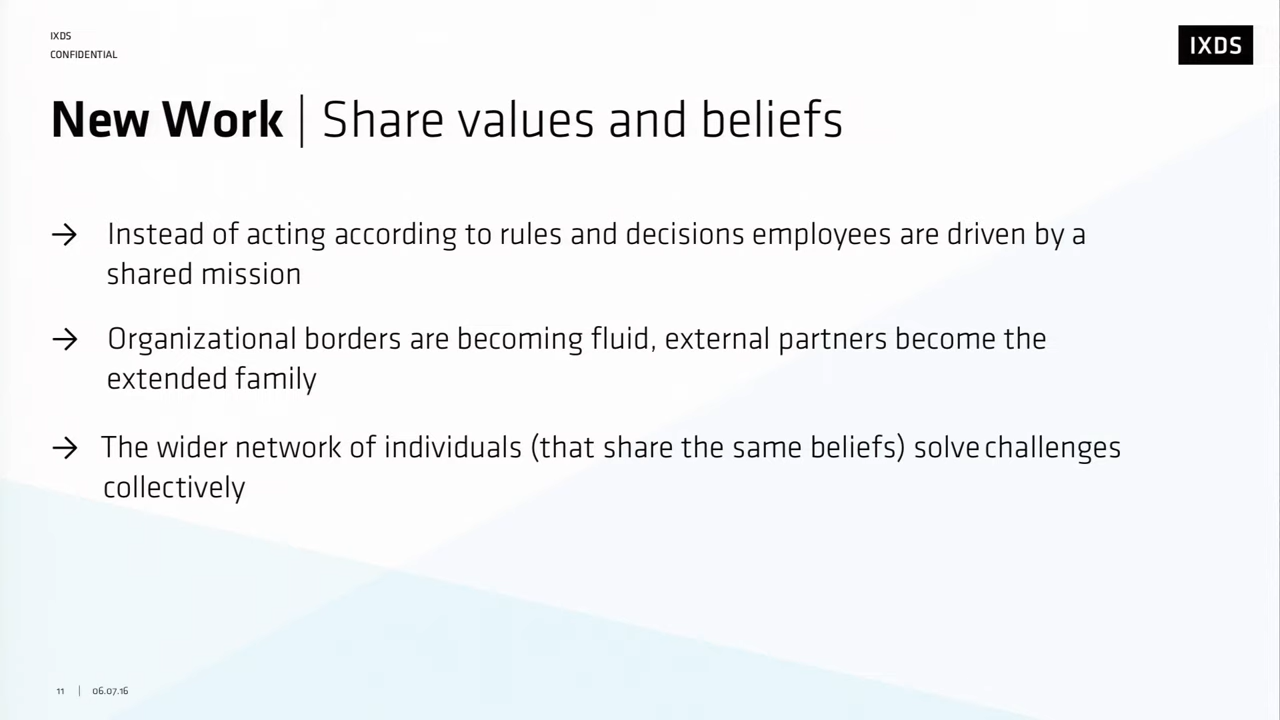 IXDS
CONFIDENTIAL
IXDS
New Work | Share values and beliefs
→ Instead of acting according to rules and decisions employees are driven by a
shared mission
→ Organizational borders are becoming fluid, external partners become the
extended family
→ The wider network of individuals (that share the same beliefs) solve challenges
collectively
11 | 06.07.16